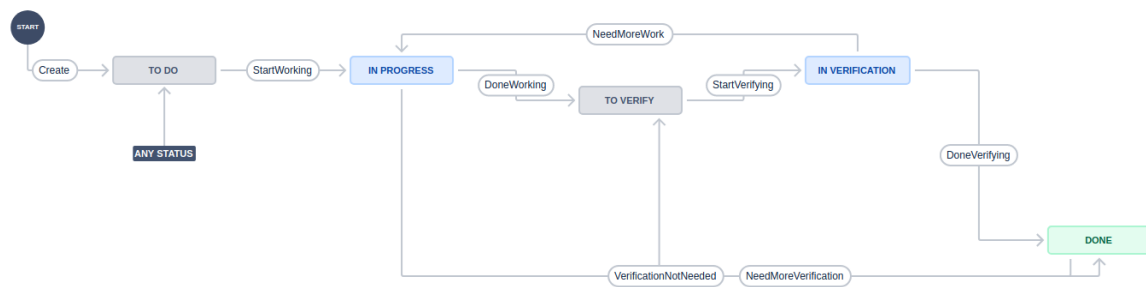 START
NeedMoreWork
Create
TO DO
StartWorking
IN PROGRESS
DoneWorking
TO VERIFY
StartVerifying
IN VERIFICATION
ANY STATUS
DoneVerifying
DONE
VerificationNotNeeded
NeedMoreVerification